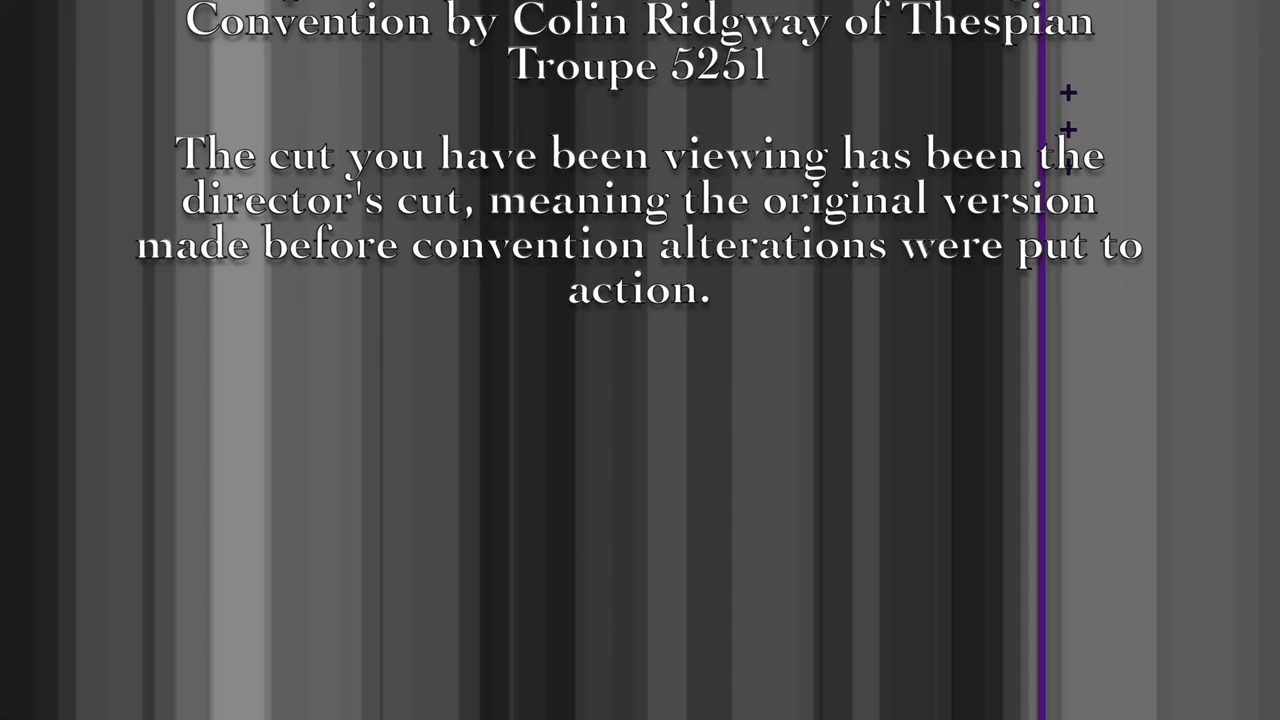 Convention by Colin Ridgway of Thespian
Troupe 5251
The cut you have been viewing has been the
director's cut, meaning the original version
made before convention alterations were put to
action.